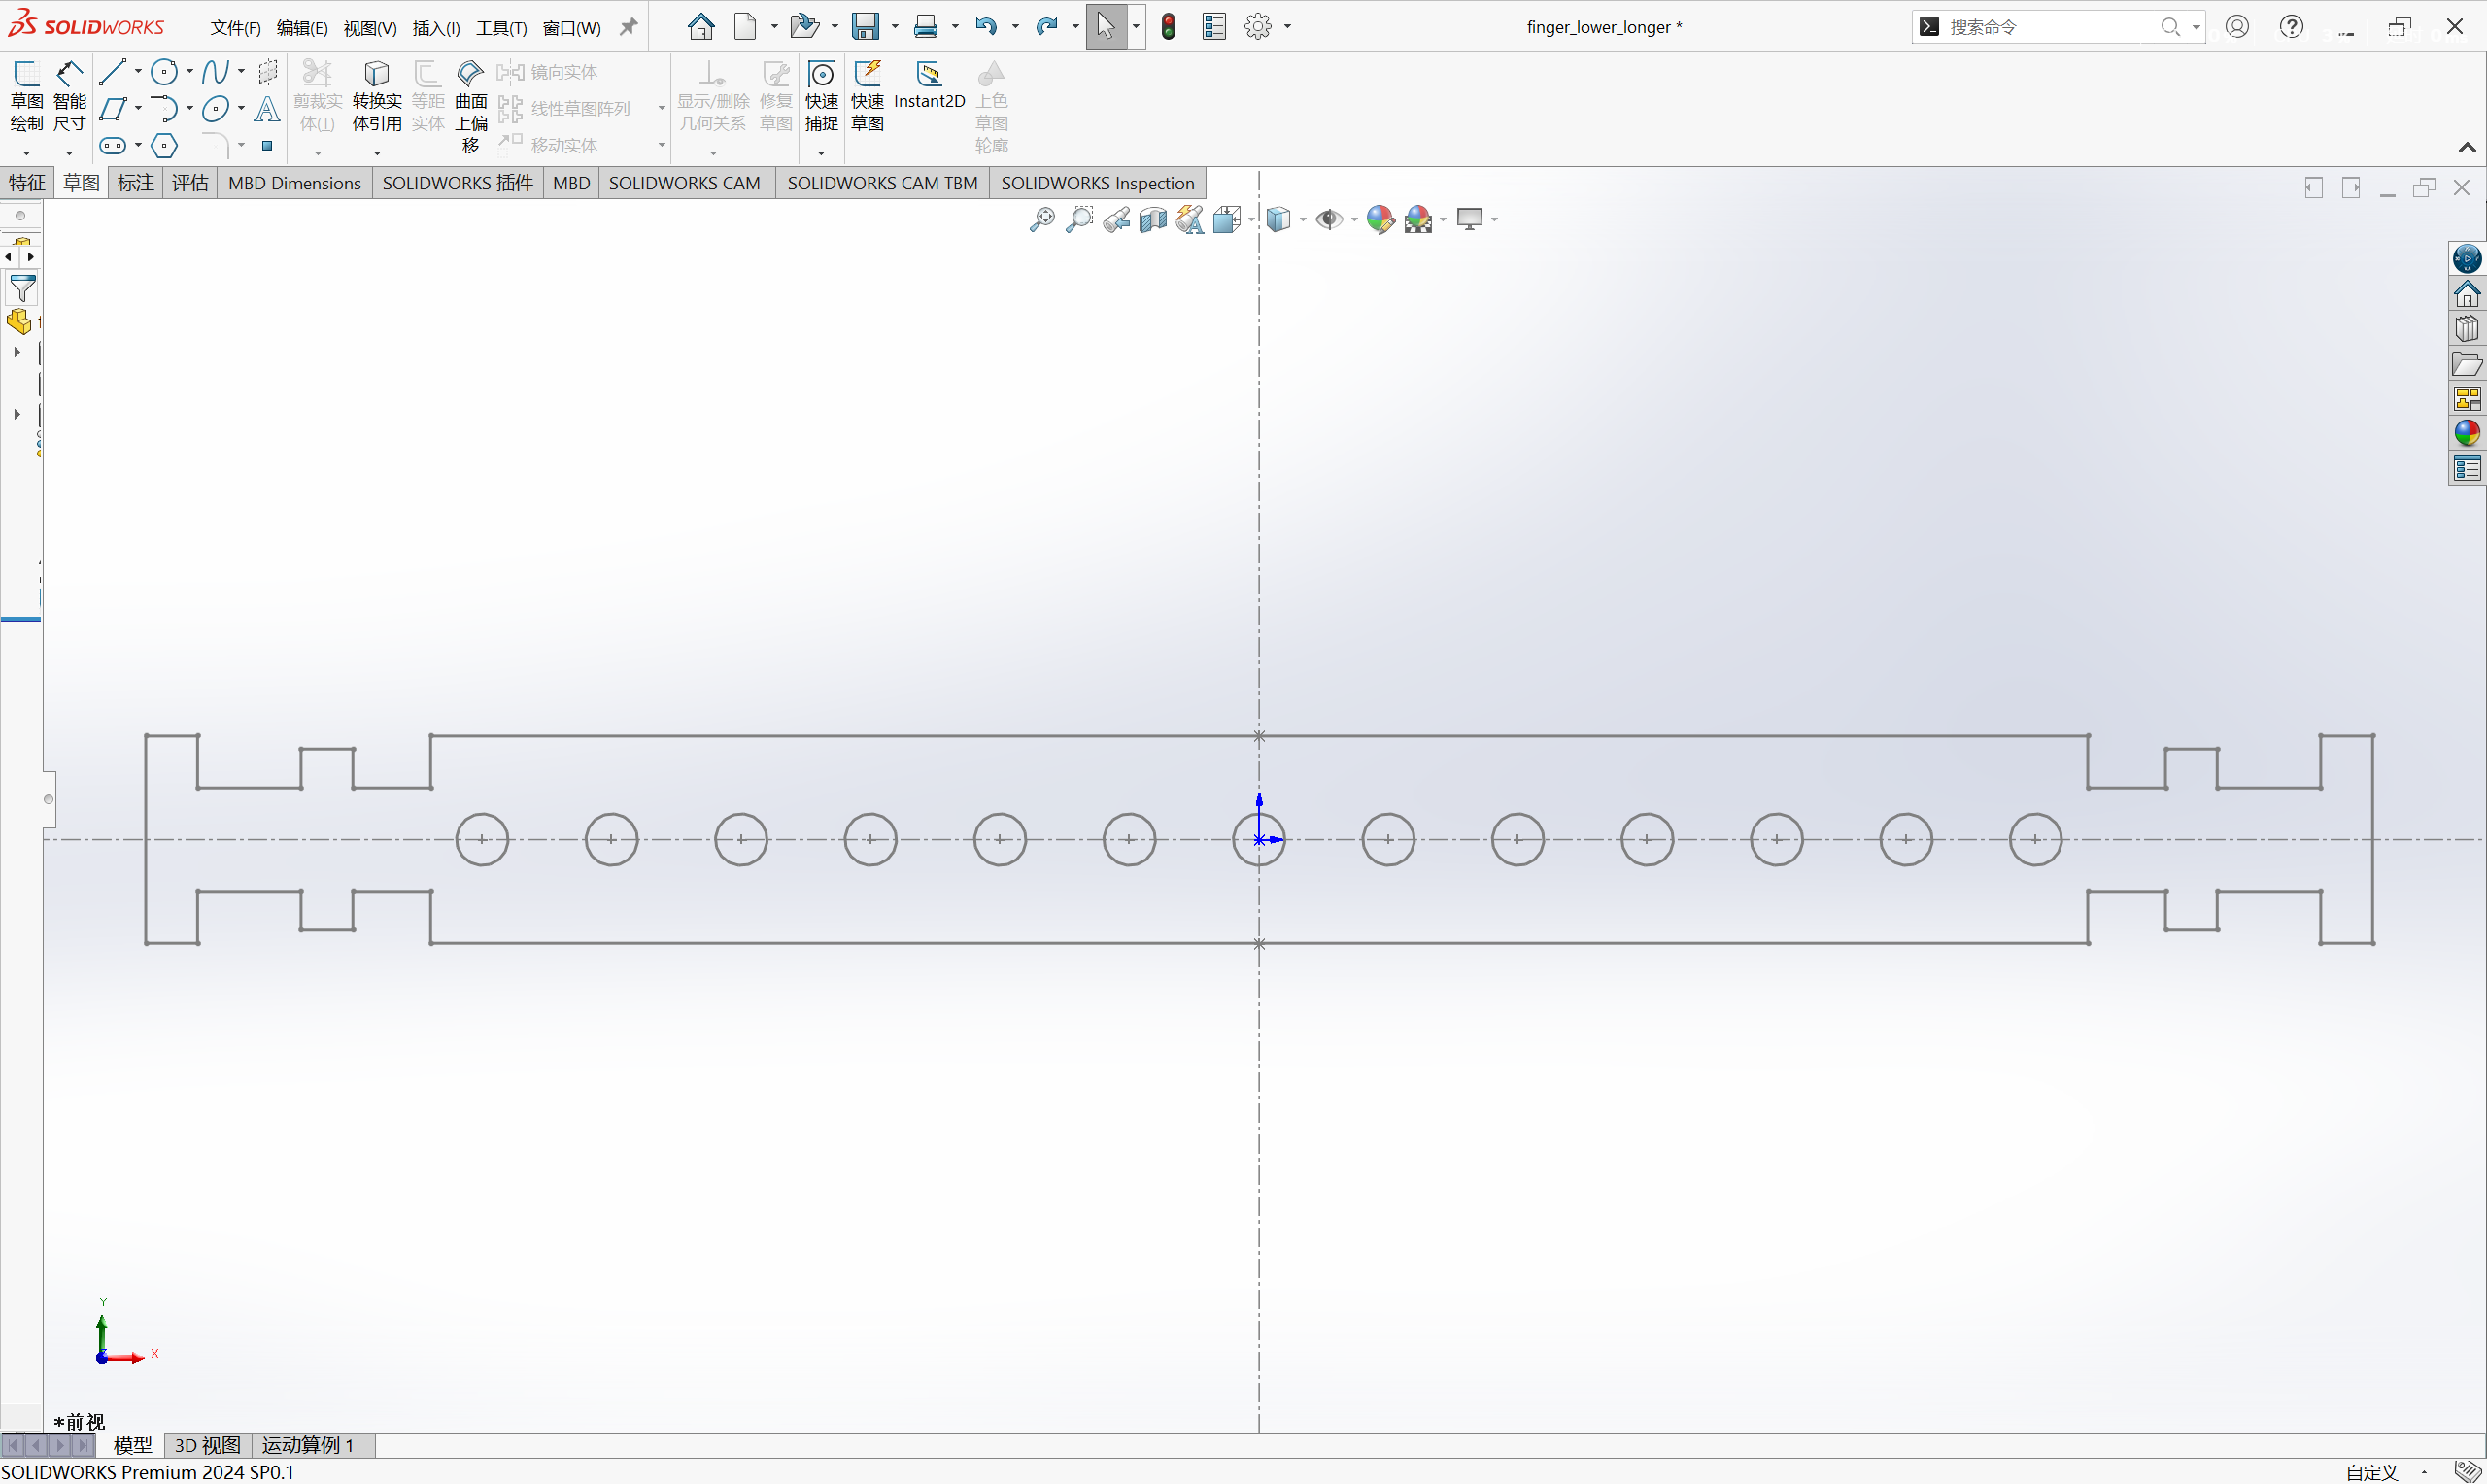 SOLIDWORKS 文件(F) 编辑(E) 视图(V) 插入(I) 工具(T) 窗口(W) finger_lower_longer * 搜索命令
草图绘制 智能尺寸 剪裁实体(T) 转换实体引用 等距实体 曲面上偏移 镜向实体 线性草图阵列 移动实体 显示/删除几何关系 修复草图 快速捕捉 快速草图 Instant2D 上色草图轮廓
特征 草图 标注 评估 MBD Dimensions SOLIDWORKS 插件 MBD SOLIDWORKS CAM SOLIDWORKS CAM TBM SOLIDWORKS Inspection
Y
X
*前视
模型 3D 视图 运动算例 1
SOLIDWORKS Premium 2024 SP0.1 自定义